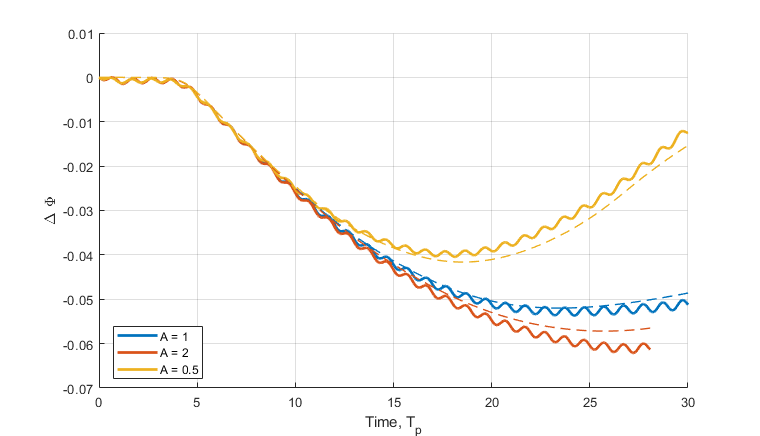 0.01
0
-0.01
-0.02
-0.03
-0.04
-0.05
-0.06
-0.07
Δ Φ
A = 1
A = 2
A = 0.5
0 5 10 15 20 25 30
Time, T_p